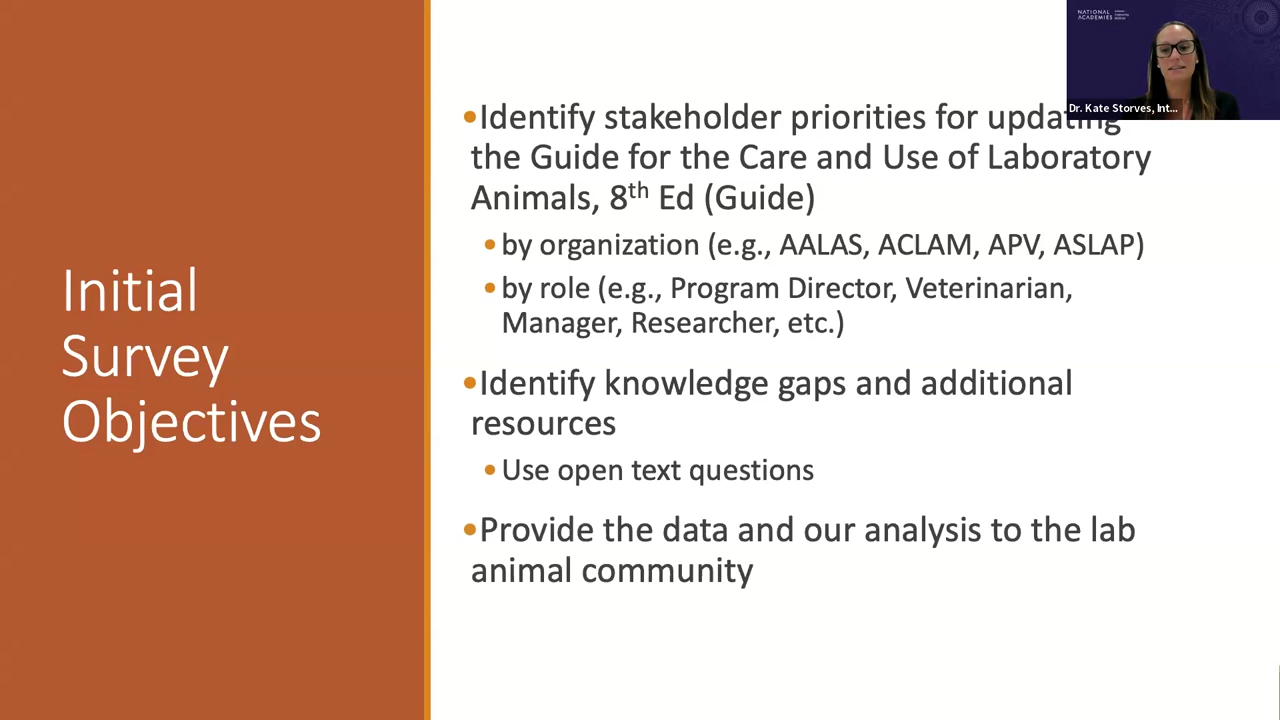 NATIONAL
ACADEMIES
Dr. Kate Storves, Int...
Initial
Survey
Objectives
•Identify stakeholder priorities for updating
the Guide for the Care and Use of Laboratory
Animals, 8th Ed (Guide)
•by organization (e.g., AALAS, ACLAM, APV, ASLAP)
•by role (e.g., Program Director, Veterinarian,
Manager, Researcher, etc.)
•Identify knowledge gaps and additional
resources
•Use open text questions
•Provide the data and our analysis to the lab
animal community